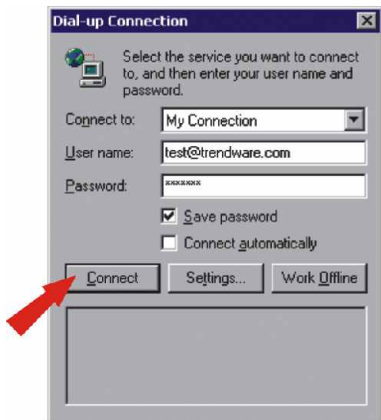 Dial-up Connection
Select the service you want to connect
to, and then enter your user name and
password.
Connect to: My Connection
User name: test@trendware.com
Password: xxxxxxx
Save password
Connect automatically
Connect Settings... Work Offline